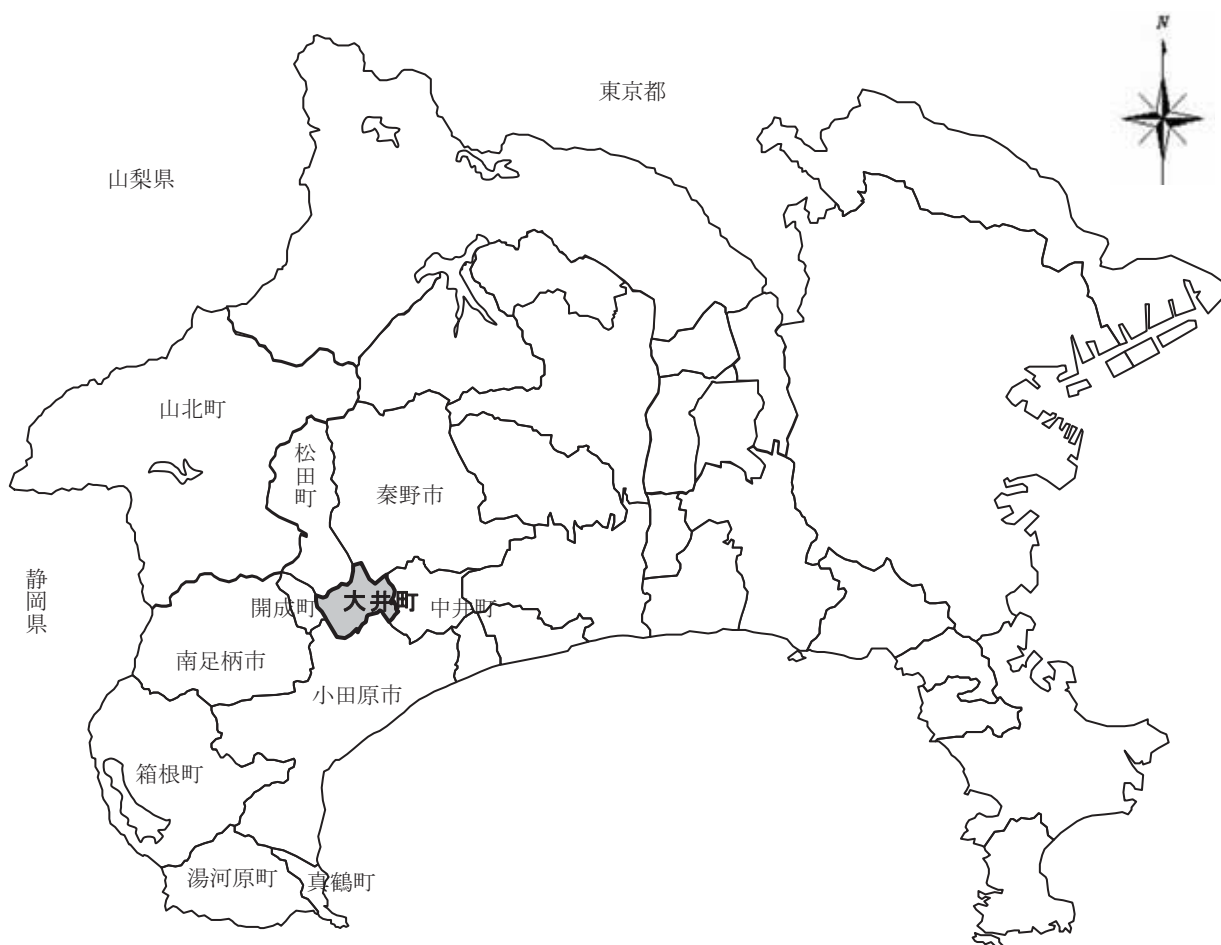 N
東京都
山梨県
山北町
松田町
秦野市
静岡県
開成町
大井町
中井町
南足柄市
小田原市
箱根町
湯河原町
真鶴町